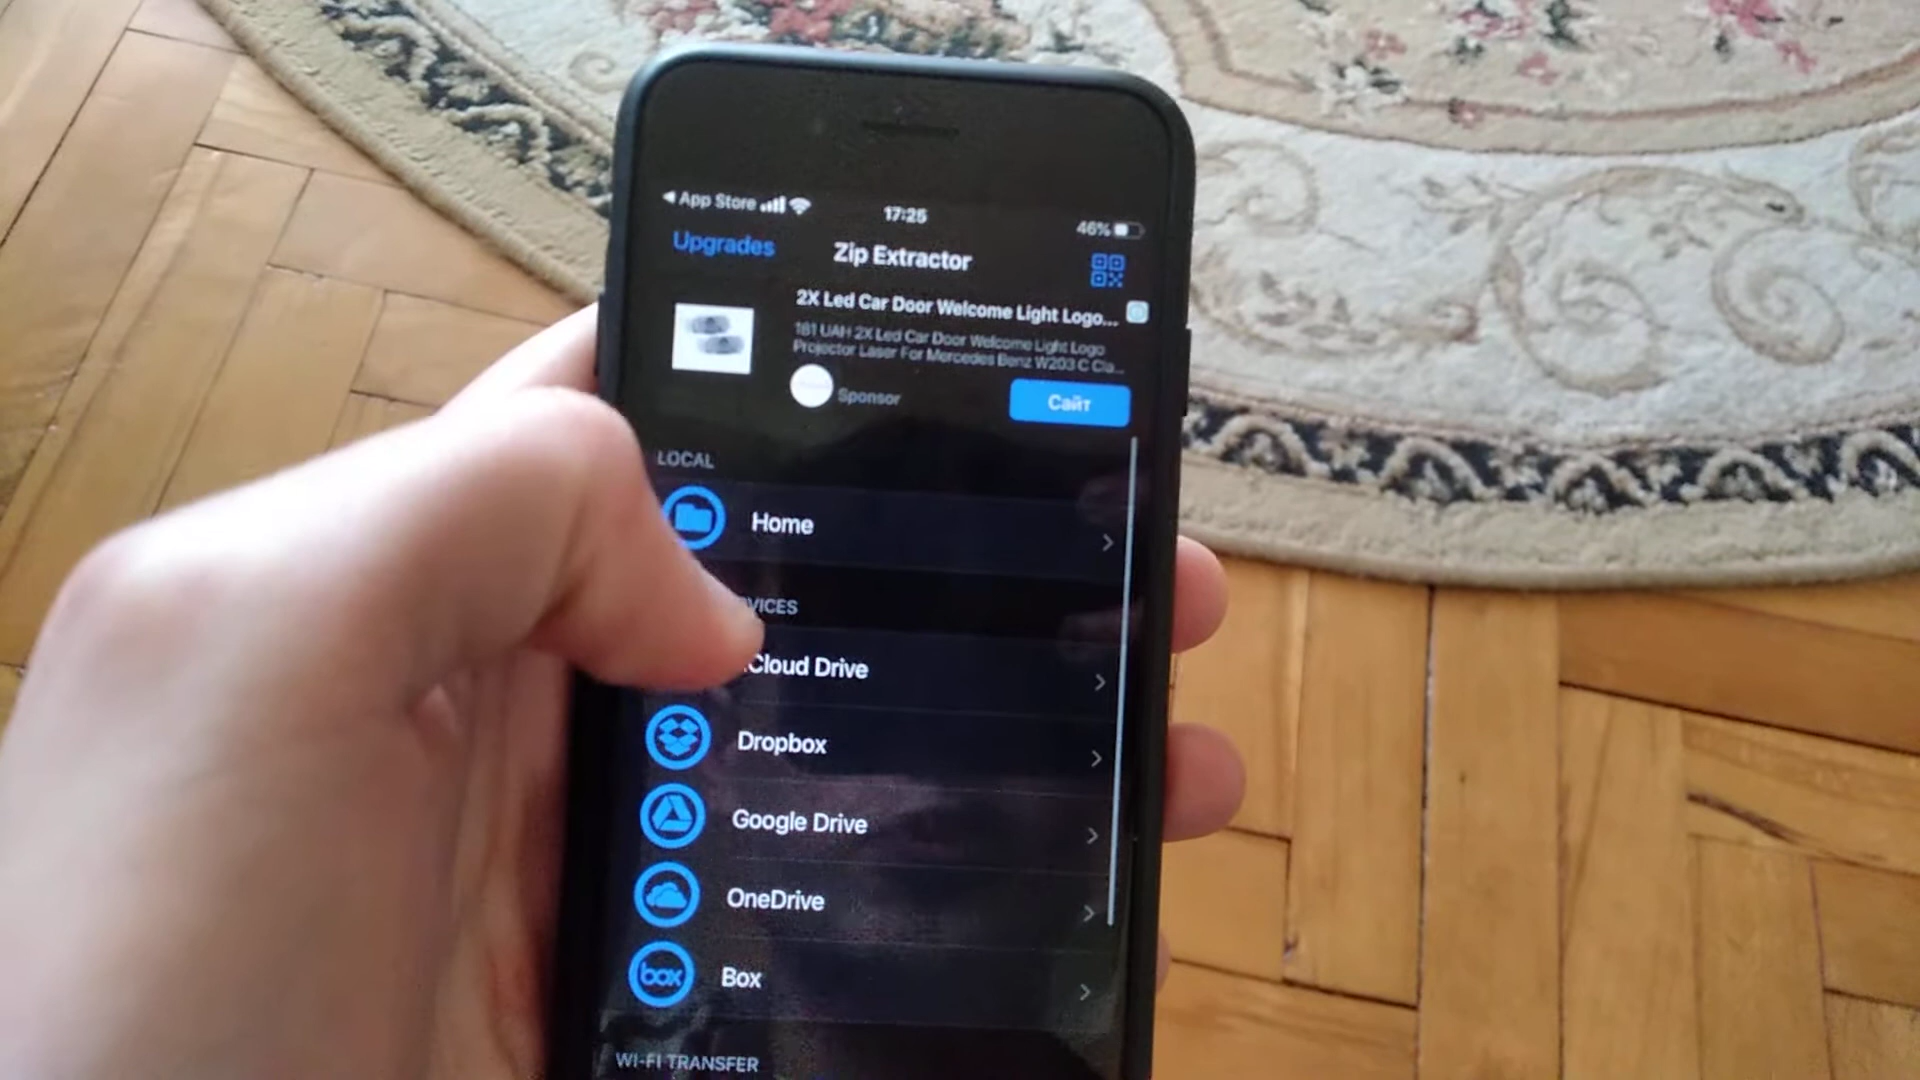 App Store
17:25
46%
Upgrades
Zip Extractor
2X Led Car Door Welcome Light Logo...
181 UAH 2X Led Car Door Welcome Light Logo
Projector Laser For Mercedes Benz W203 C Cla...
Sponsor
Сайт
LOCAL
Home
VICES
Cloud Drive
Dropbox
Google Drive
OneDrive
box
Box
WI-FI TRANSFER